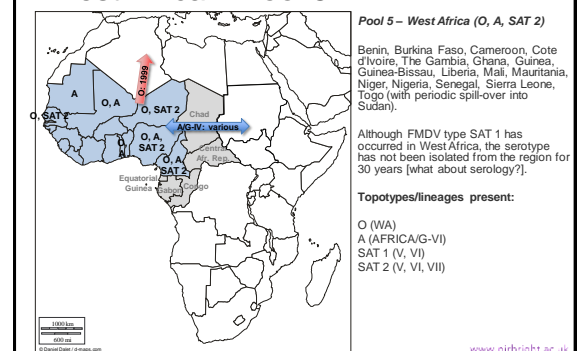 Pool 5 – West Africa (O, A, SAT 2)
Benin, Burkina Faso, Cameroon, Cote
d'Ivoire, The Gambia, Ghana, Guinea,
Guinea-Bissau, Liberia, Mali, Mauritania,
Niger, Nigeria, Senegal, Sierra Leone,
Togo (with periodic spill-over into
Sudan).
Although FMDV type SAT 1 has
occurred in West Africa, the serotype
has not been isolated from the region for
30 years [what about serology?].
Topotypes/lineages present:
O (WA)
A (AFRICA/G-VI)
SAT 1 (V, VI)
SAT 2 (V, VI, VII)
O: 1999
A
O, A
O, SAT 2
O, SAT 2
Chad
A/G-IV: various
O, A,
SAT 2
O,
A
O, A,
SAT 2
Central
Afr. Rep.
Equatorial
Guinea
Gabon
Congo
1000 km
600 mi
© Daniel Dalet / d-maps.com
www.pirbright.ac.uk